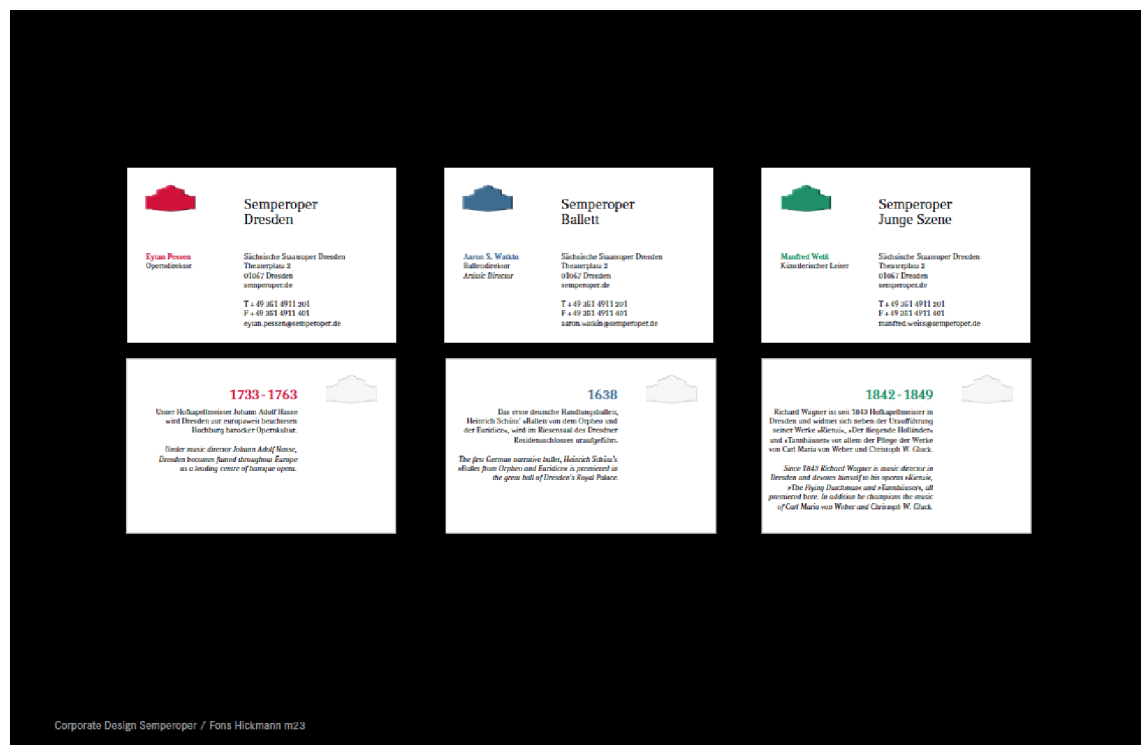 Semperoper
Dresden
Eytan Pessen
Operndirektor
Sächsische Staatsoper Dresden
Theaterplatz 2
01067 Dresden
semperoper.de
T +49 351 4911 201
F +49 351 4911 401
eytan.pessen@semperoper.de
Semperoper
Ballett
Aaron S. Watkin
Ballettdirektor
Artistic Director
Sächsische Staatsoper Dresden
Theaterplatz 2
01067 Dresden
semperoper.de
T +49 351 4911 201
F +49 351 4911 401
aaron.watkin@semperoper.de
Semperoper
Junge Szene
Manfred Weiß
Künstlerischer Leiter
Sächsische Staatsoper Dresden
Theaterplatz 2
01067 Dresden
semperoper.de
T +49 351 4911 201
F +49 351 4911 401
manfred.weiss@semperoper.de
1733-1763
Unser Hofkapellmeister Johann Adolf Hasse
wird Dresden zur europaweit beachteten
Hochburg barocker Opernkultur.
Under music director Johann Adolf Hasse,
Dresden becomes famed throughout Europe
as a leading centre of baroque opera.
1638
Das erste deutsche Handlungsballett,
Heinrich Schütz' »Ballett von dem Orpheo und
der Euridice«, wird im Riesensaal des Dresdner
Residenzschlosses uraufgeführt.
The first German narrative ballet, Heinrich Schütz's
»Ballet from Orpheo and Euridice« is premiered in
the great hall of Dresden's Royal Palace.
1842-1849
Richard Wagner ist seit 1843 Hofkapellmeister in
Dresden und widmet sich neben der Uraufführung
seiner Werke »Rienzi«, »Der fliegende Holländer«
und »Tannhäuser« vor allem der Pflege der Werke
von Carl Maria von Weber und Christoph W. Gluck.
Since 1843 Richard Wagner is music director in
Dresden and devotes himself to his operas »Rienzi«,
»The Flying Dutchman« and »Tannhäuser«, all
premiered here. In addition he champions the music
of Carl Maria von Weber and Christoph W. Gluck.
Corporate Design Semperoper / Fons Hickmann m23